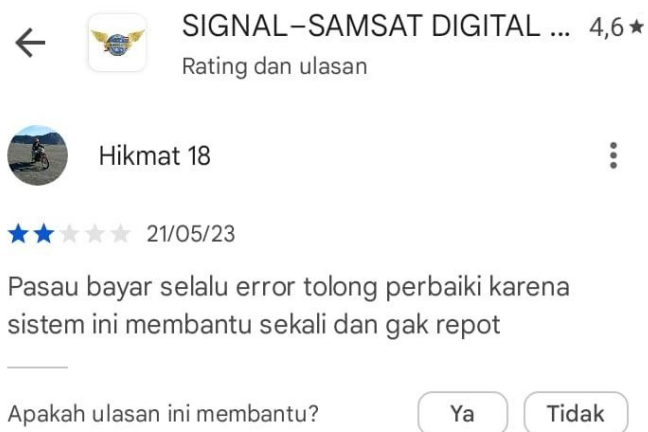 SIGNAL–SAMSAT DIGITAL ... 4,6★
Rating dan ulasan
Hikmat 18
21/05/23
Pasau bayar selalu error tolong perbaiki karena
sistem ini membantu sekali dan gak repot
Apakah ulasan ini membantu? Ya Tidak